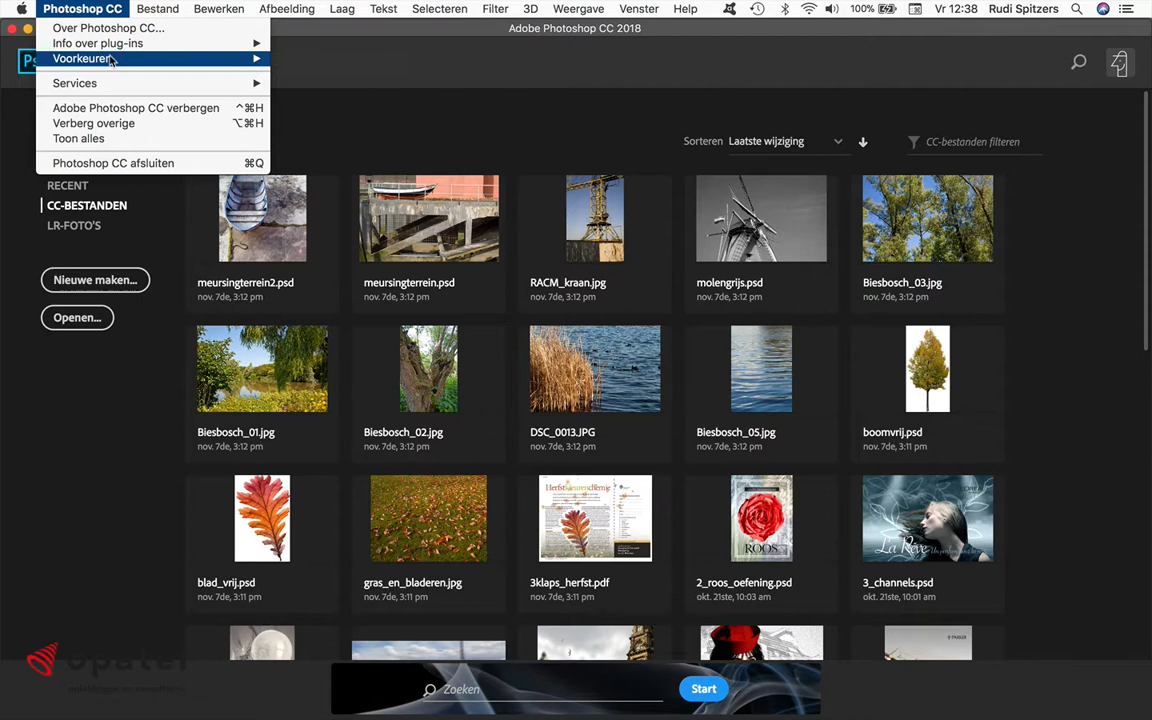 Photoshop CC Bestand Bewerken Afbeelding Laag Tekst Selecteren Filter 3D Weergave Venster Help 100% Vr 12:38 Rudi Spitzers
Adobe Photoshop CC 2018
Over Photoshop CC...
Info over plug-ins
Voorkeuren
Services
Adobe Photoshop CC verbergen ^⌘H
Verberg overige ⌥⌘H
Toon alles
Photoshop CC afsluiten ⌘Q
Ps
Sorteren Laatste wijziging CC-bestanden filteren
RECENT
CC-BESTANDEN
LR-FOTO'S
Nieuwe maken...
Openen...
meursingterrein2.psd meursingterrein.psd RACM_kraan.jpg molengrijs.psd Biesbosch_03.jpg
nov. 7de, 3:12 pm nov. 7de, 3:12 pm nov. 7de, 3:12 pm nov. 7de, 3:12 pm nov. 7de, 3:12 pm
Biesbosch_01.jpg Biesbosch_02.jpg DSC_0013.JPG Biesbosch_05.jpg boomvrij.psd
nov. 7de, 3:12 pm nov. 7de, 3:12 pm nov. 7de, 3:12 pm nov. 7de, 3:12 pm nov. 7de, 3:11 pm
ROOS
La Rêve
blad_vrij.psd gras_en_bladeren.jpg 3klaps_herfst.pdf 2_roos_oefening.psd 3_channels.psd
nov. 7de, 3:11 pm nov. 7de, 3:11 pm nov. 7de, 3:11 pm okt. 21ste, 10:03 am okt. 21ste, 10:01 am
Zoeken Start